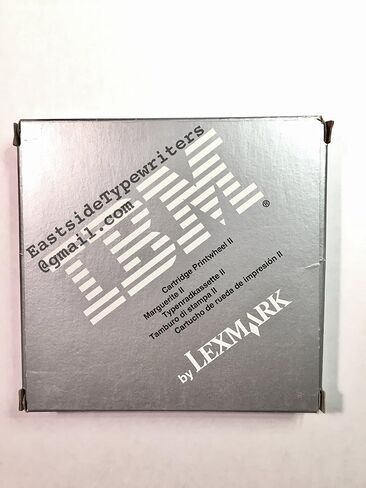 EastsideTypewriters
@gmail.com
IBM®
Cartridge Printwheel II
Marguerite II
Typenradkassette II
Tamburo di stampa II
Cartucho de rueda de impresión II
by LEXMARK